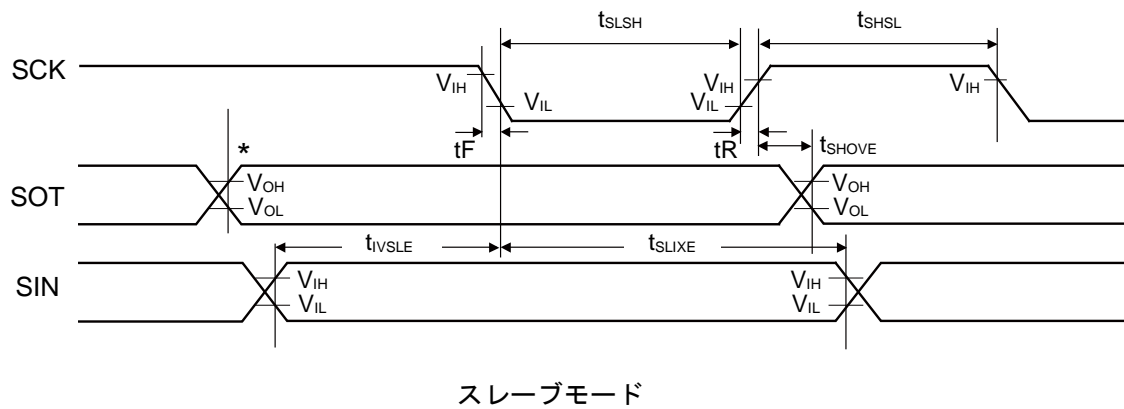 tSLSH tSHSL
SCK VIH VIL VIH VIL VIH
tF tR tSHOVE
*
SOT VOH VOL VOH VOL
tIVSLE tSLIXE
SIN VIH VIL VIH VIL
スレーブモード